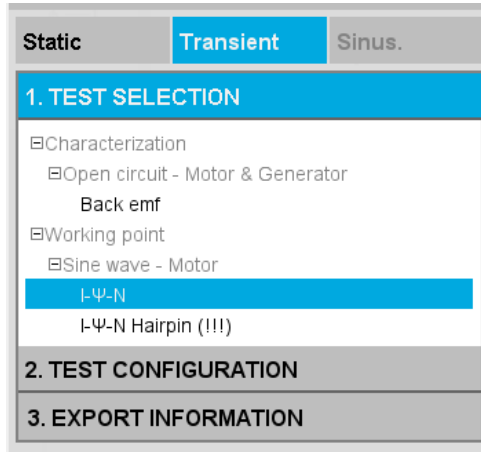 Static Transient Sinus.
1. TEST SELECTION
Characterization
Open circuit - Motor & Generator
Back emf
Working point
Sine wave - Motor
I-Ψ-N
I-Ψ-N Hairpin (!!!)
2. TEST CONFIGURATION
3. EXPORT INFORMATION